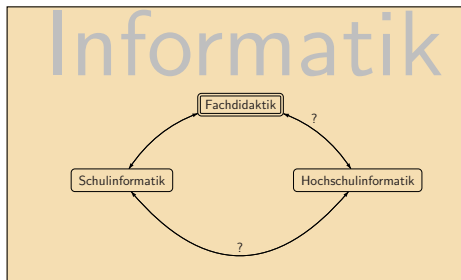 Informatik
Fachdidaktik
?
Schulinformatik
Hochschulinformatik
?